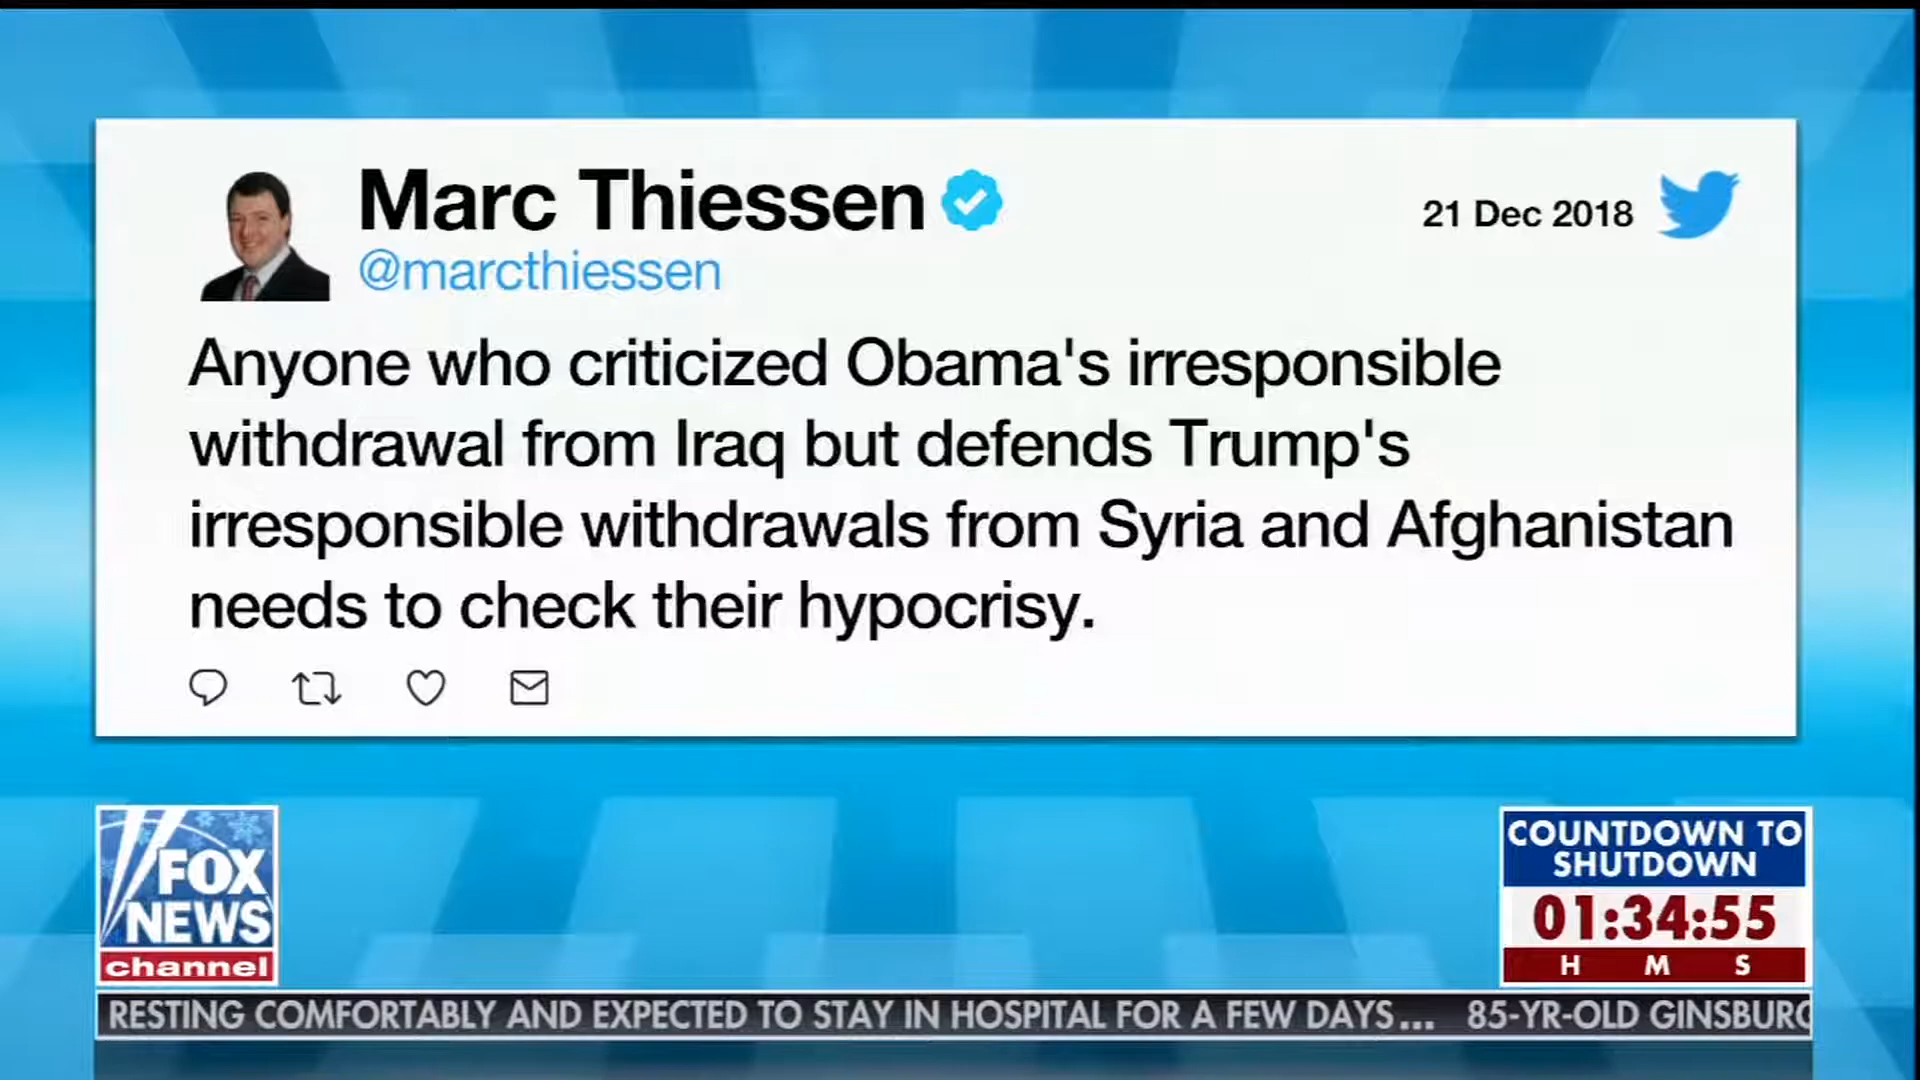 Marc Thiessen
21 Dec 2018
@marcthiessen
Anyone who criticized Obama's irresponsible
withdrawal from Iraq but defends Trump's
irresponsible withdrawals from Syria and Afghanistan
needs to check their hypocrisy.
FOX
NEWS
channel
COUNTDOWN TO
SHUTDOWN
01:34:55
H M S
RESTING COMFORTABLY AND EXPECTED TO STAY IN HOSPITAL FOR A FEW DAYS... 85-YR-OLD GINSBURG